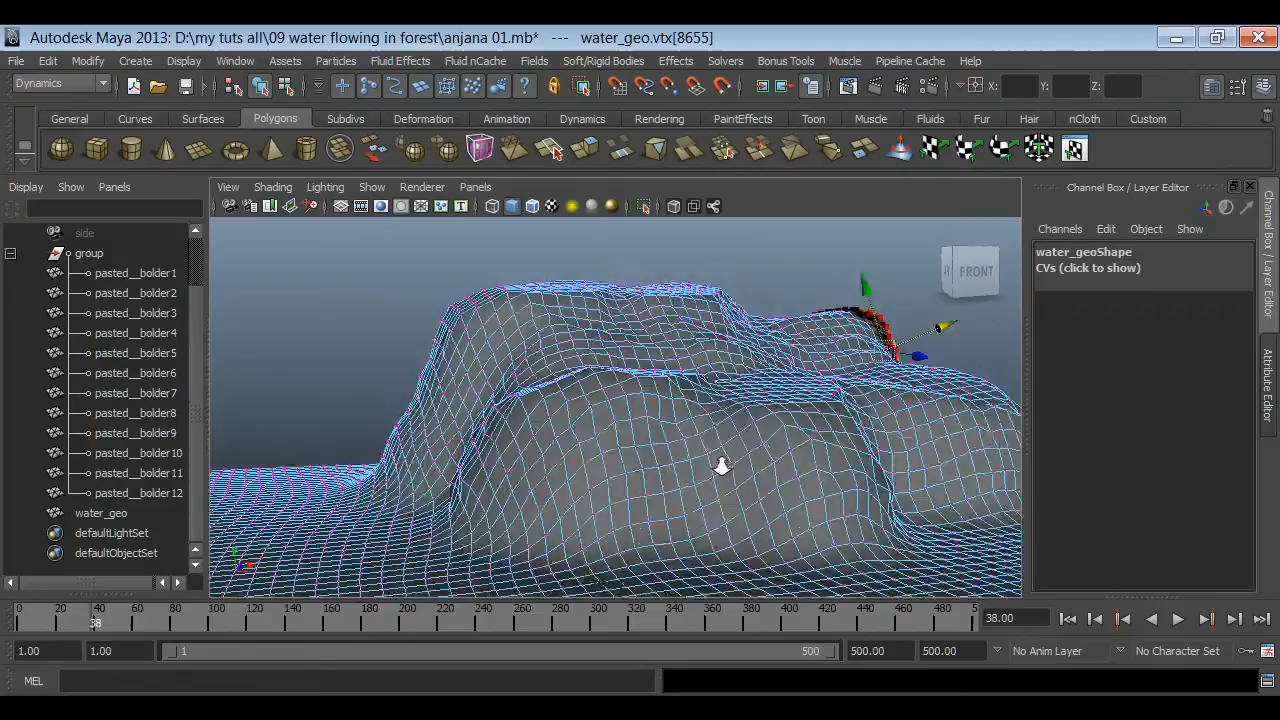 Autodesk Maya 2013: D:\my tuts all\09 water flowing in forest\anjana 01.mb*   ---   water_geo.vtx[8655]
File Edit Modify Create Display Window Assets Particles Fluid Effects Fluid nCache Fields Soft/Rigid Bodies Effects Solvers Bonus Tools Muscle Pipeline Cache Help
Dynamics X: Y: Z:
General Curves Surfaces Polygons Subdivs Deformation Animation Dynamics Rendering PaintEffects Toon Muscle Fluids Fur Hair nCloth Custom
Display Show Panels View Shading Lighting Show Renderer Panels Channel Box / Layer Editor
Channels Edit Object Show
side
group
pasted__bolder1
pasted__bolder2
pasted__bolder3
pasted__bolder4
pasted__bolder5
pasted__bolder6
pasted__bolder7
pasted__bolder8
pasted__bolder9
pasted__bolder10
pasted__bolder11
pasted__bolder12
water_geo
defaultLightSet
defaultObjectSet
FRONT
water_geoShape
CVs (click to show)
Channel Box / Layer Editor
Attribute Editor
0 20 40 60 80 100 120 140 160 180 200 220 240 260 280 300 320 340 360 380 400 420 440 460 480 5
38
38.00
1.00 1.00 1 500 500.00 500.00 No Anim Layer No Character Set
MEL